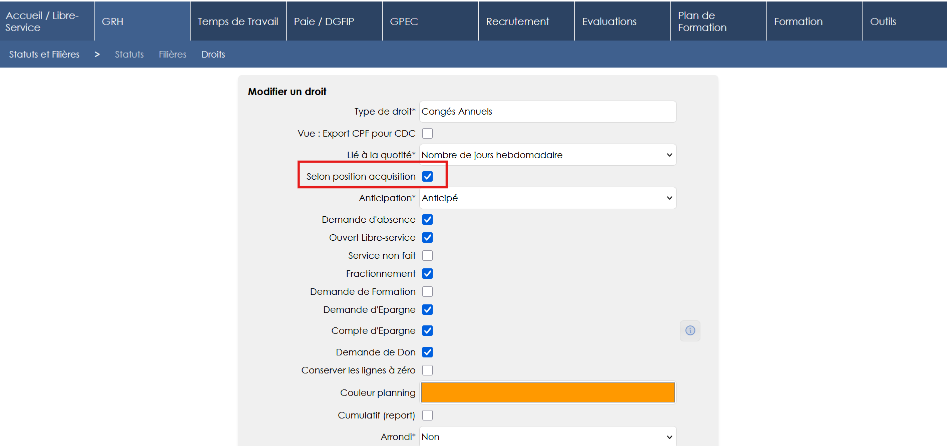 Accueil / Libre-Service
GRH
Temps de Travail
Paie / DGFIP
GPEC
Recrutement
Evaluations
Plan de Formation
Formation
Outils
Statuts et Filières > Statuts Filières Droits
Modifier un droit
Type de droit* Congés Annuels
Vue : Export CPF pour CDC
Lié à la quotité* Nombre de jours hebdomadaire
Selon position acquisition
Anticipation* Anticipé
Demande d'absence
Ouvert Libre-service
Service non fait
Fractionnement
Demande de Formation
Demande d'Epargne
Compte d'Epargne
Demande de Don
Conserver les lignes à zéro
Couleur planning
Cumulatif (report)
Arrondi* Non